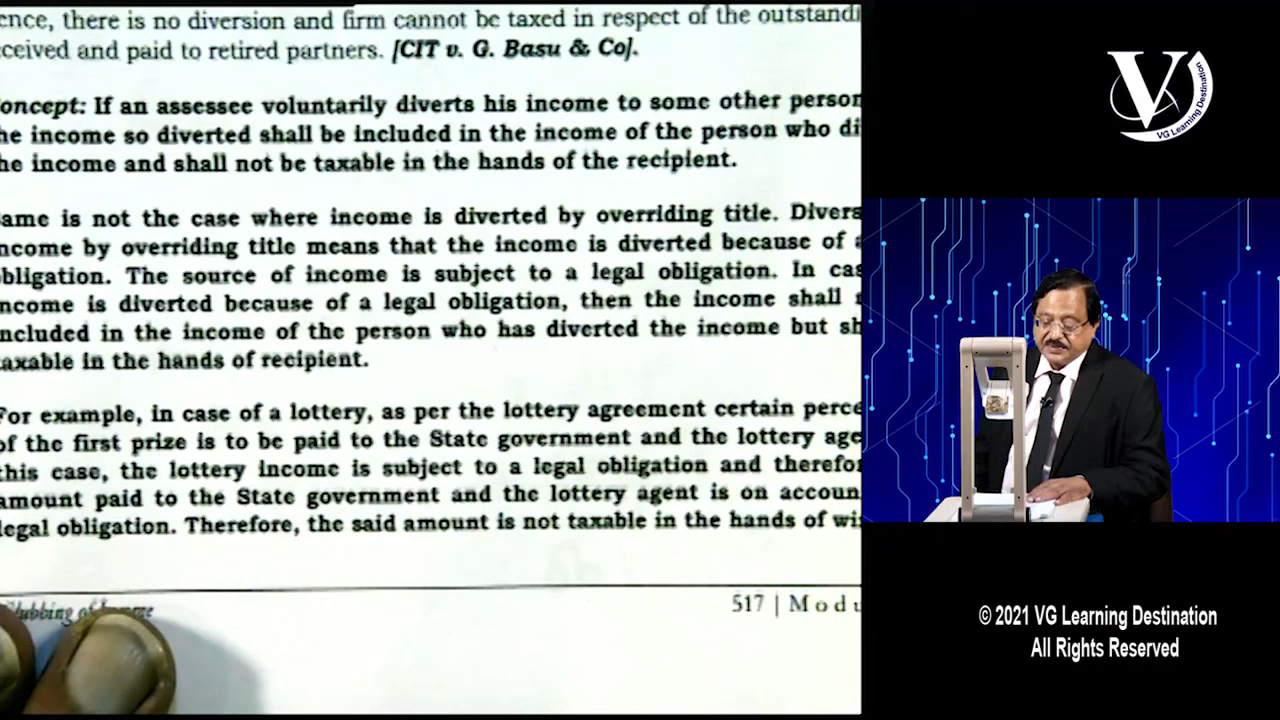 ence, there is no diversion and firm cannot be taxed in respect of the outstandi
ceived and paid to retired partners. [CIT v. G. Basu & Co].
oncept: If an assessee voluntarily diverts his income to some other person
he income so diverted shall be included in the income of the person who di
he income and shall not be taxable in the hands of the recipient.
ame is not the case where income is diverted by overriding title. Divers
ncome by overriding title means that the income is diverted because of a
bligation. The source of income is subject to a legal obligation. In cas
ncome is diverted because of a legal obligation, then the income shall
ncluded in the income of the person who has diverted the income but sh
axable in the hands of recipient.
For example, in case of a lottery, as per the lottery agreement certain perce
of the first prize is to be paid to the State government and the lottery age
this case, the lottery income is subject to a legal obligation and therefor
amount paid to the State government and the lottery agent is on accoun
legal obligation. Therefore, the said amount is not taxable in the hands of wi
lubbing of
517 | Modu
V
VG Learning Destination
© 2021 VG Learning Destination
All Rights Reserved